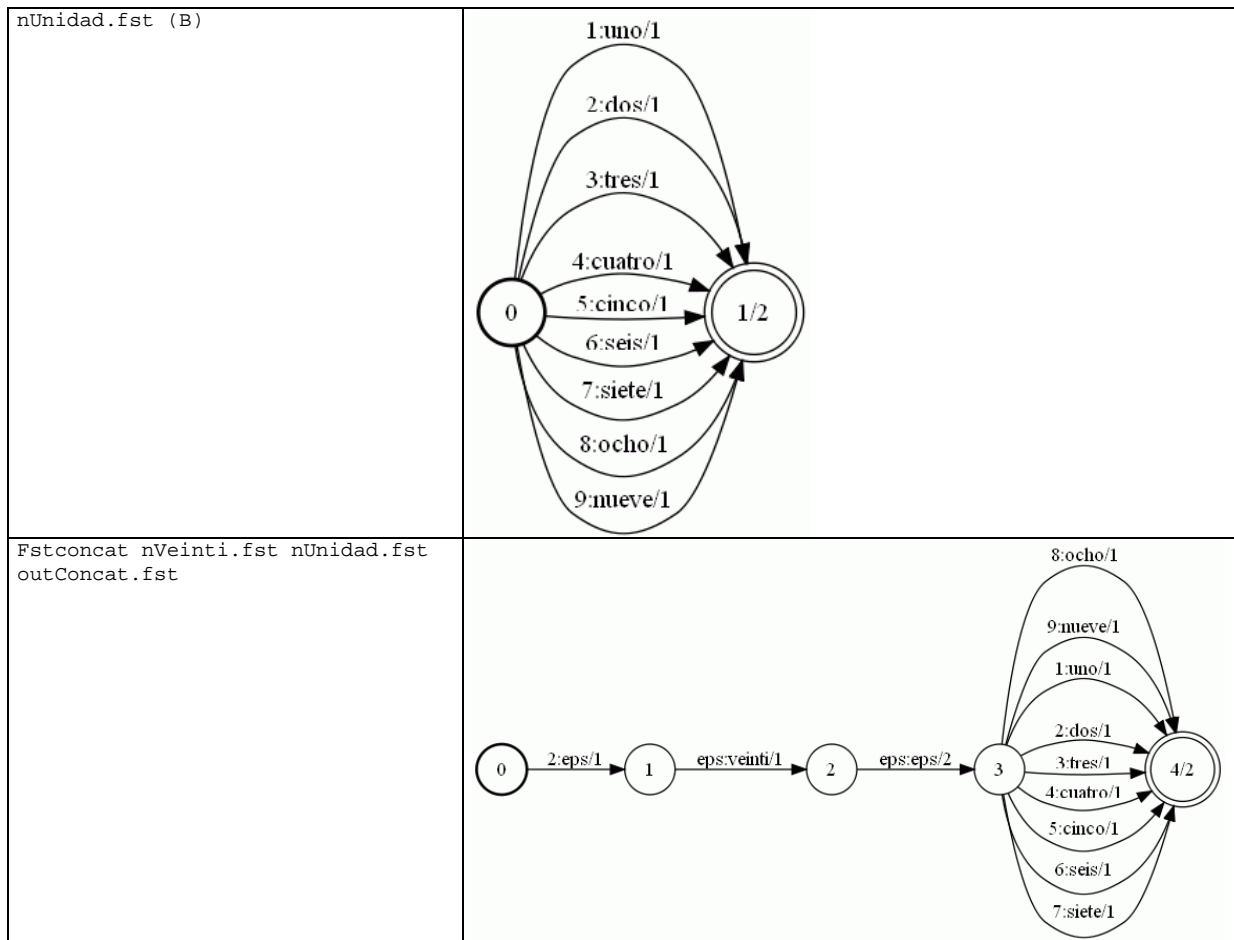 nUnidad.fst (B)
1:uno/1
2:dos/1
3:tres/1
4:cuatro/1
5:cinco/1
6:seis/1
7:siete/1
8:ocho/1
9:nueve/1
0
1/2
Fstconcat nVeinti.fst nUnidad.fst
outConcat.fst
0
2:eps/1
1
eps:veinti/1
2
eps:eps/2
3
8:ocho/1
9:nueve/1
1:uno/1
2:dos/1
3:tres/1
4:cuatro/1
5:cinco/1
6:seis/1
7:siete/1
4/2